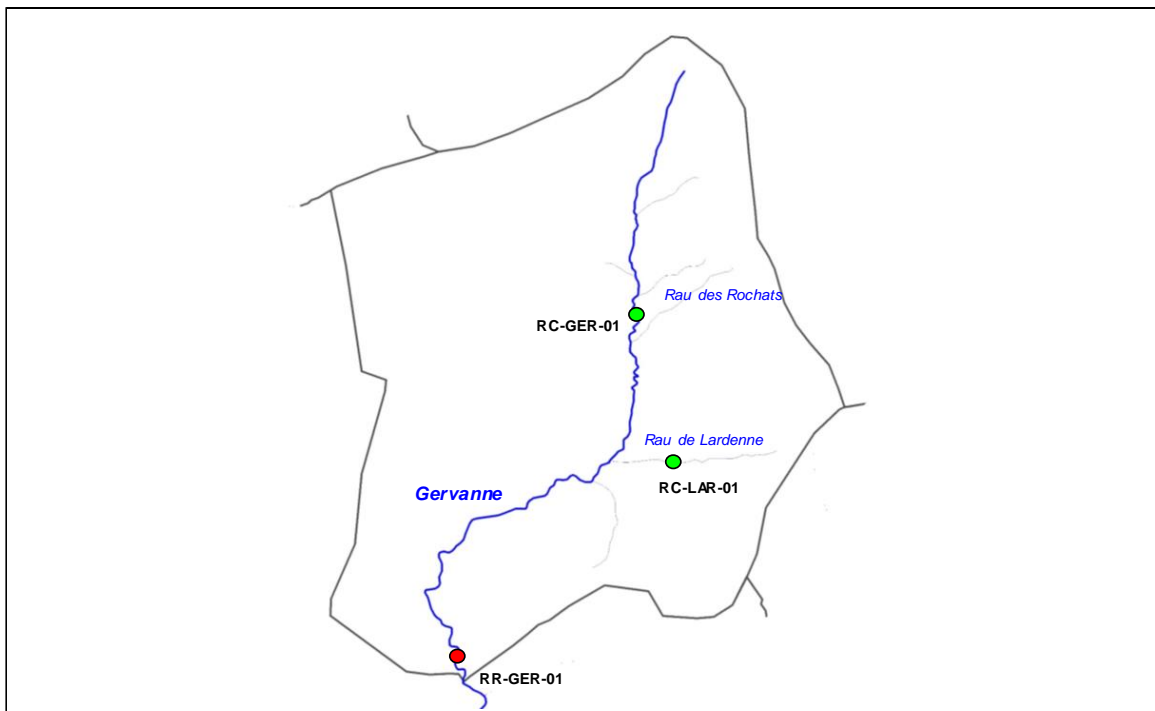 Rau des Rochats
RC-GER-01
Rau de Lardenne
RC-LAR-01
Gervanne
RR-GER-01